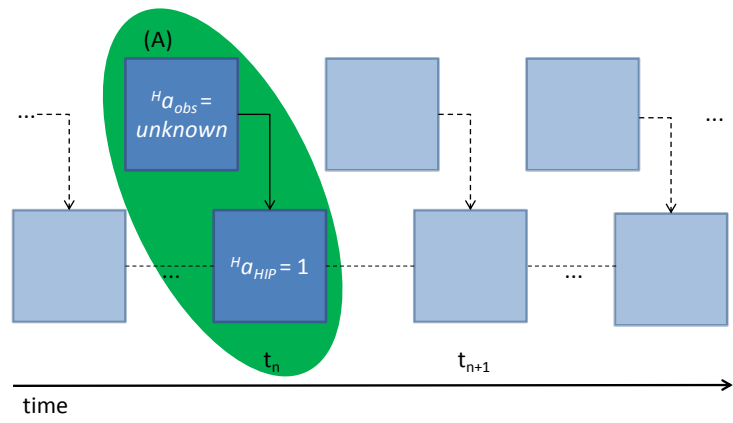 (A)
... ᴴa_obs = ...
unknown
... ᴴa_HIP = 1 ...
t_n t_n+1
time